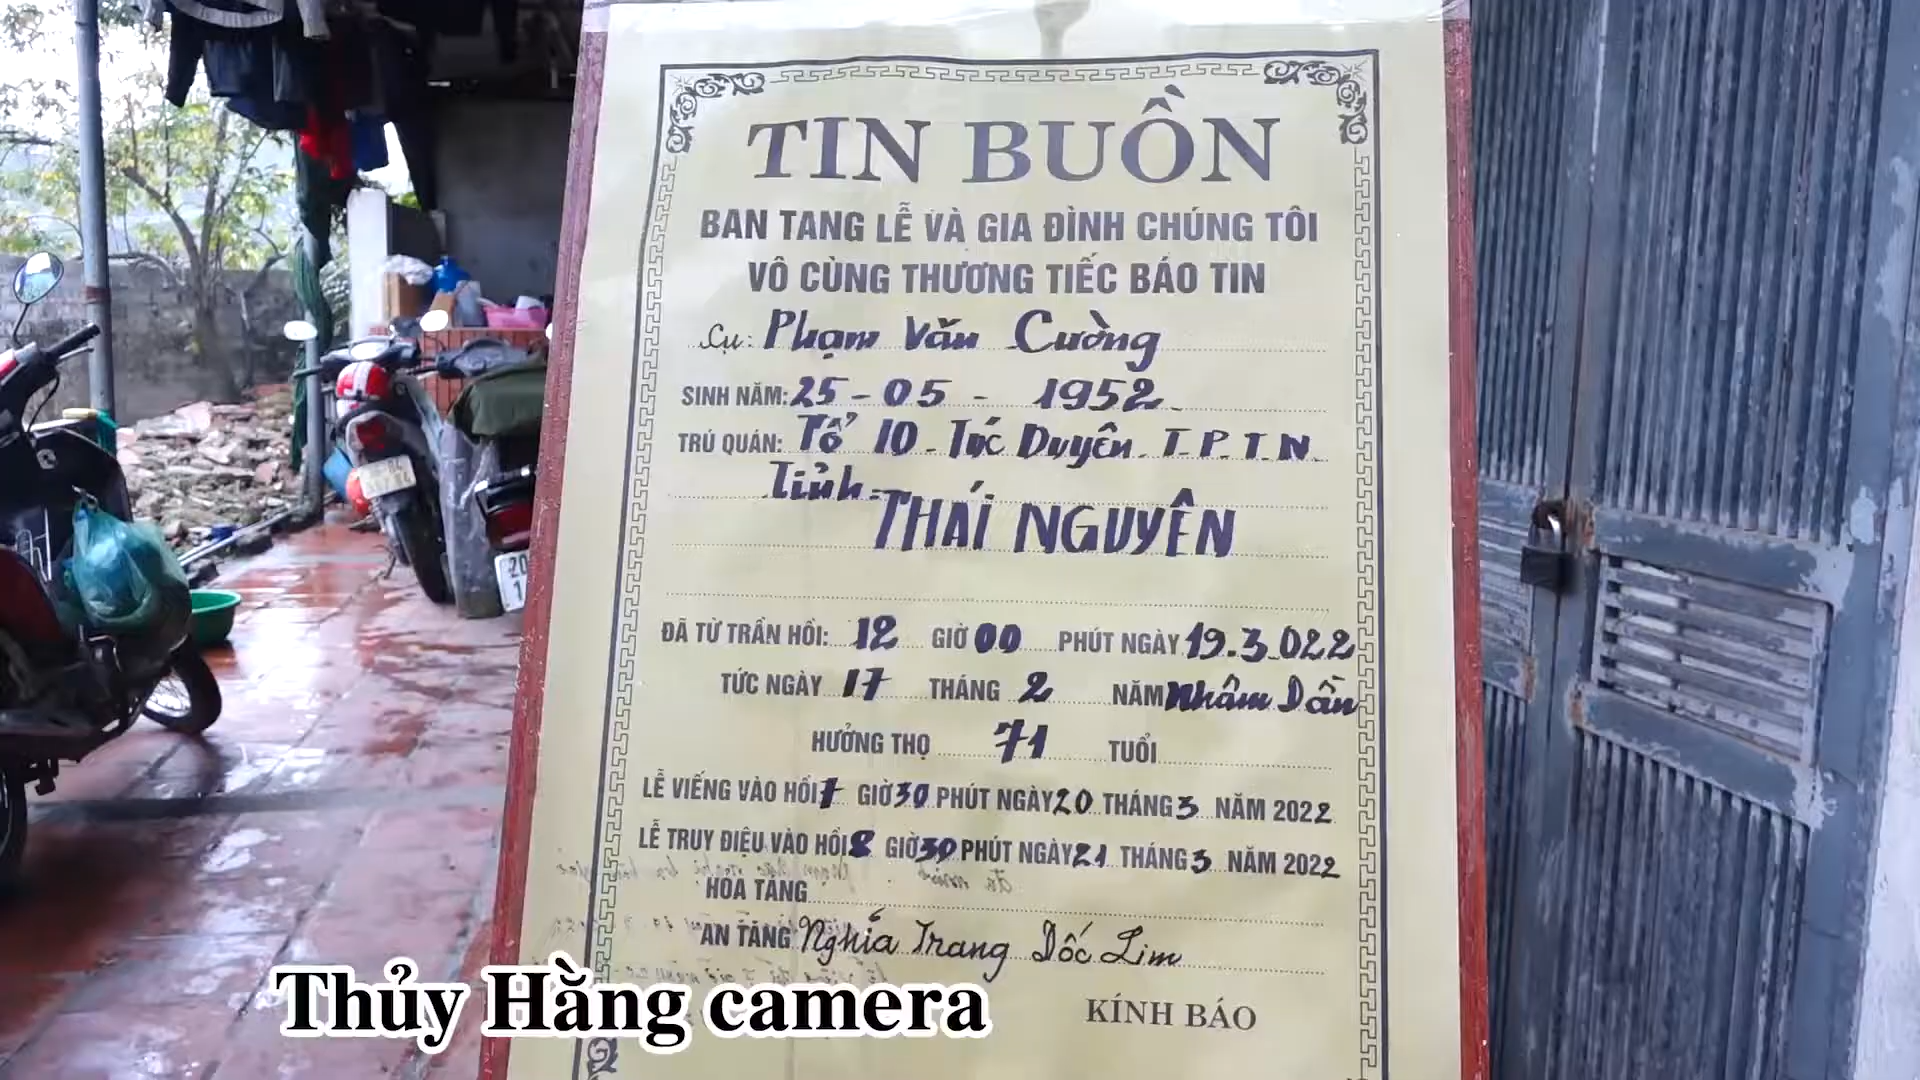 TIN BUỒN
BAN TANG LỄ VÀ GIA ĐÌNH CHÚNG TÔI
VÔ CÙNG THƯƠNG TIẾC BÁO TIN
Cụ: Phạm Văn Cường
SINH NĂM: 25 - 05 - 1952
TRÚ QUÁN: Tổ 10 - Túc Duyên. T.P.T.N
Tỉnh.
THÁI NGUYÊN
ĐÃ TỪ TRẦN HỒI: 12 GIỜ 00 PHÚT NGÀY 19.3.022
TỨC NGÀY 17 THÁNG 2 NĂM Nhâm Dần
HƯỞNG THỌ 71 TUỔI
LỄ VIẾNG VÀO HỒI 7 GIỜ 30 PHÚT NGÀY 20 THÁNG 3 NĂM 2022
LỄ TRUY ĐIỆU VÀO HỒI 8 GIỜ 30 PHÚT NGÀY 21 THÁNG 3 NĂM 2022
HỎA TÁNG
AN TÁNG Nghĩa Trang Dốc Lim
KÍNH BÁO
Thủy Hằng camera